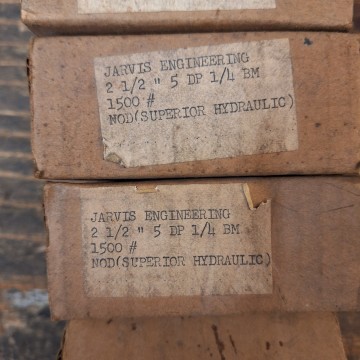 JARVIS ENGINEERING
2 1/2 " 5 DP 1/4 BM
1500 #
NOD(SUPERIOR HYDRAULIC)
JARVIS ENGINEERING
2 1/2 " 5 DP 1/4 BM
1500 #
NOD(SUPERIOR HYDRAULIC)